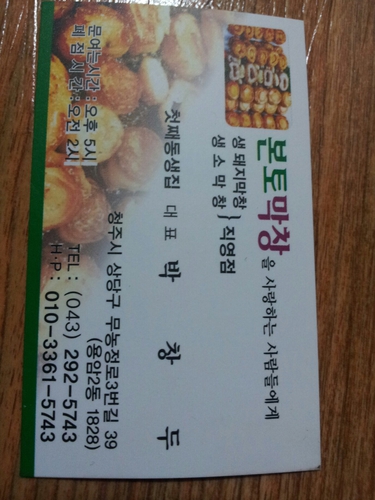 본토막창을 사랑하는 사람들에게
생 돼지막창
생 소 막 창
} 직영점
첫째동생집 대 표 박 창 두
문여는시간 : 오후 5시
폐 점 시 간 : 오전 2시
청주시 상당구 무농정로3번길 39
(용암2동 1828)
TEL : (043) 292-5743
H·P : 010-3361-5743